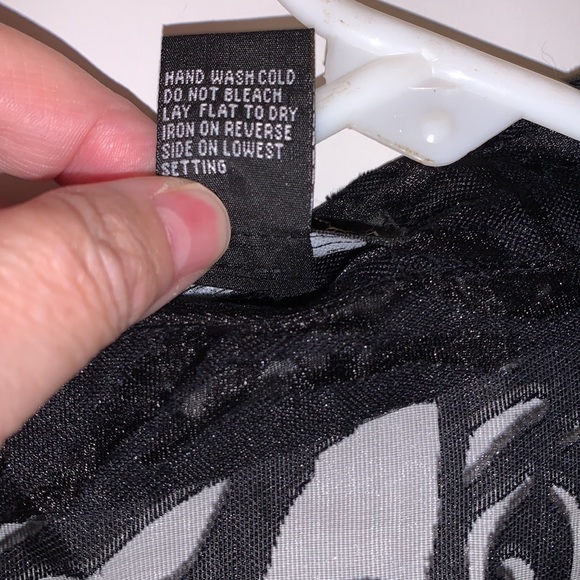 HAND WASH COLD
DO NOT BLEACH
LAY FLAT TO DRY
IRON ON REVERSE
SIDE ON LOWEST
SETTING